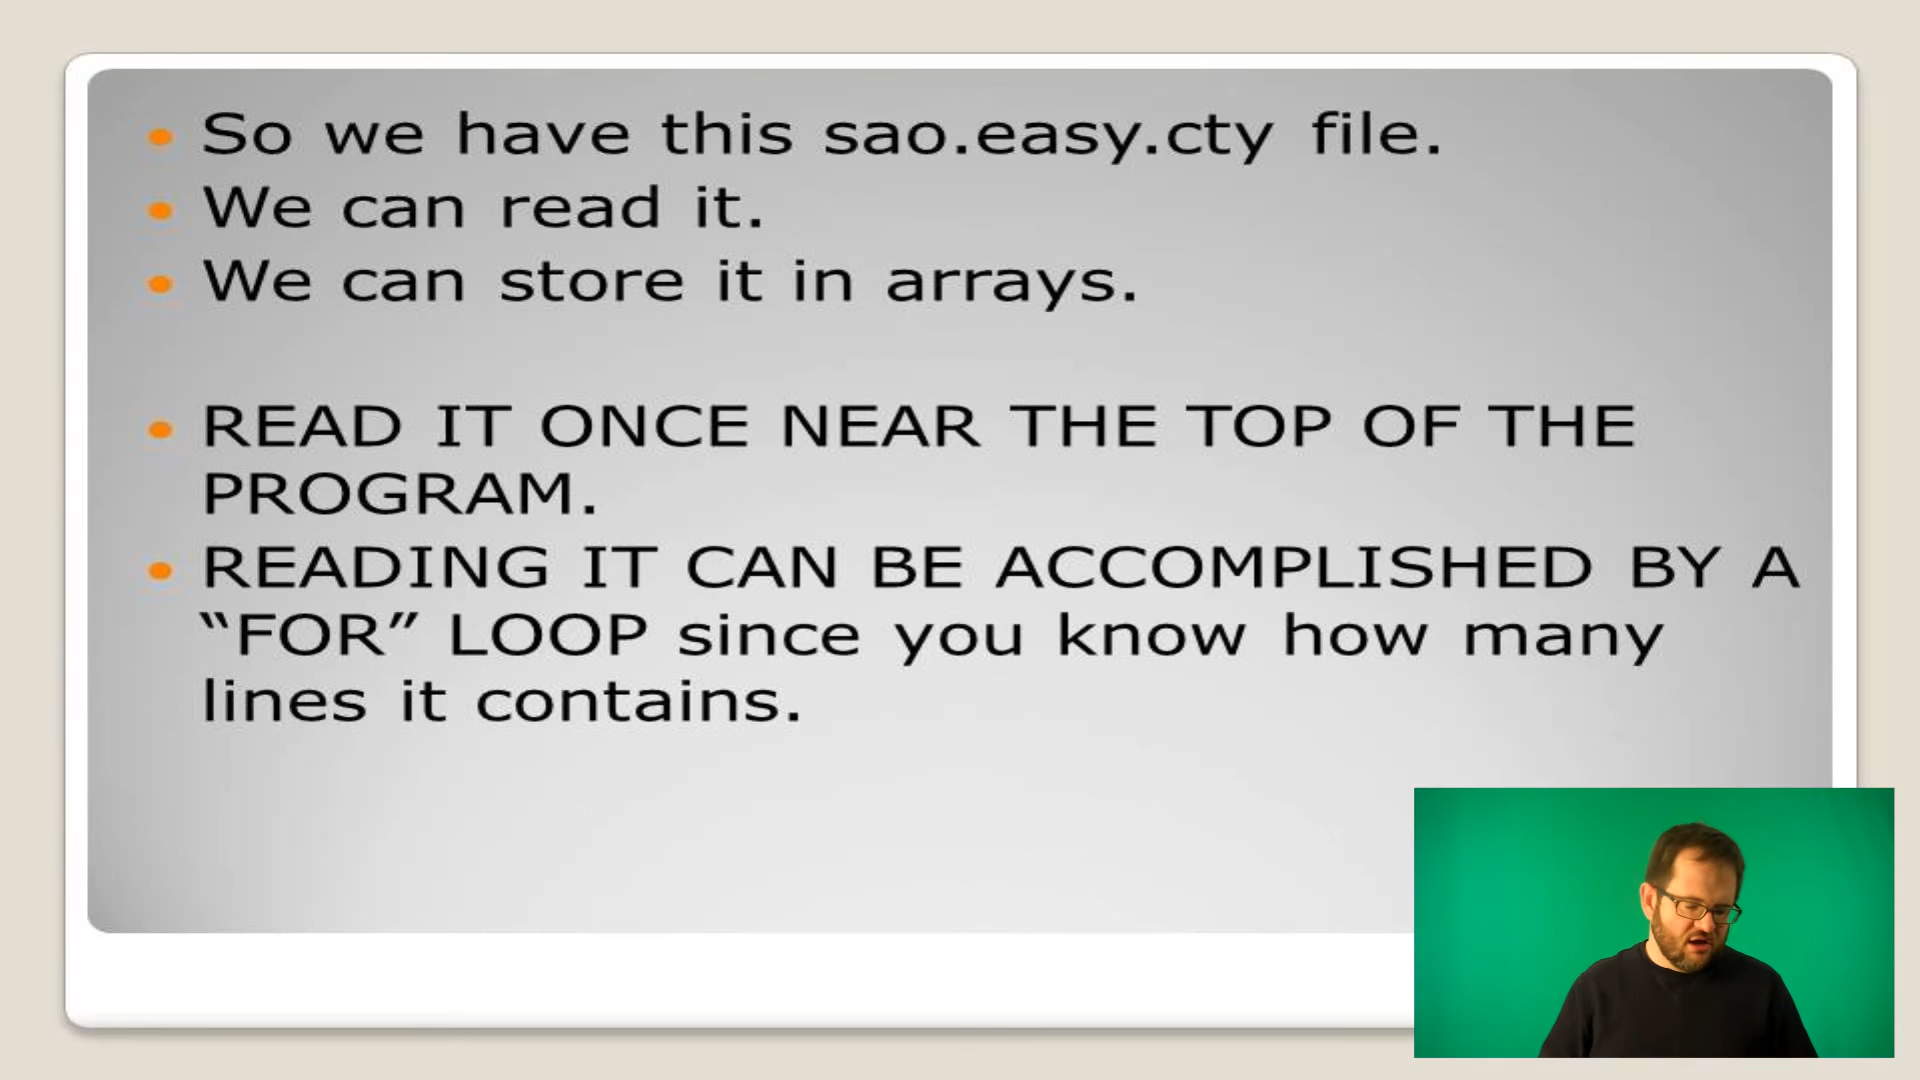 So we have this sao.easy.cty file.
We can read it.
We can store it in arrays.
READ IT ONCE NEAR THE TOP OF THE
PROGRAM.
READING IT CAN BE ACCOMPLISHED BY A
“FOR” LOOP since you know how many
lines it contains.